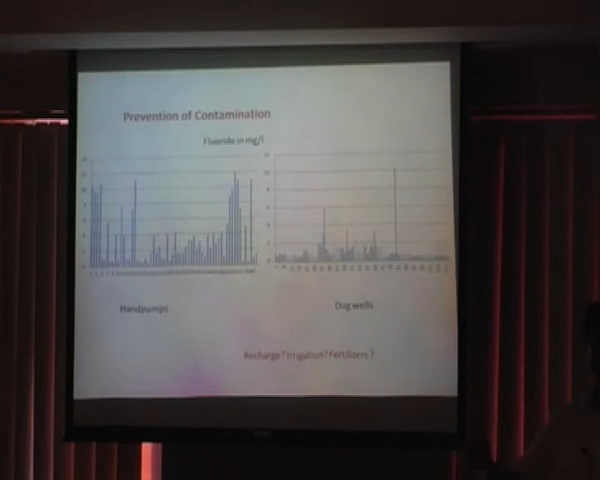 Prevention of Contamination
Fluoride in mg/l
Handpumps
Dug wells
Recharge? Irrigation? Fertilizers?